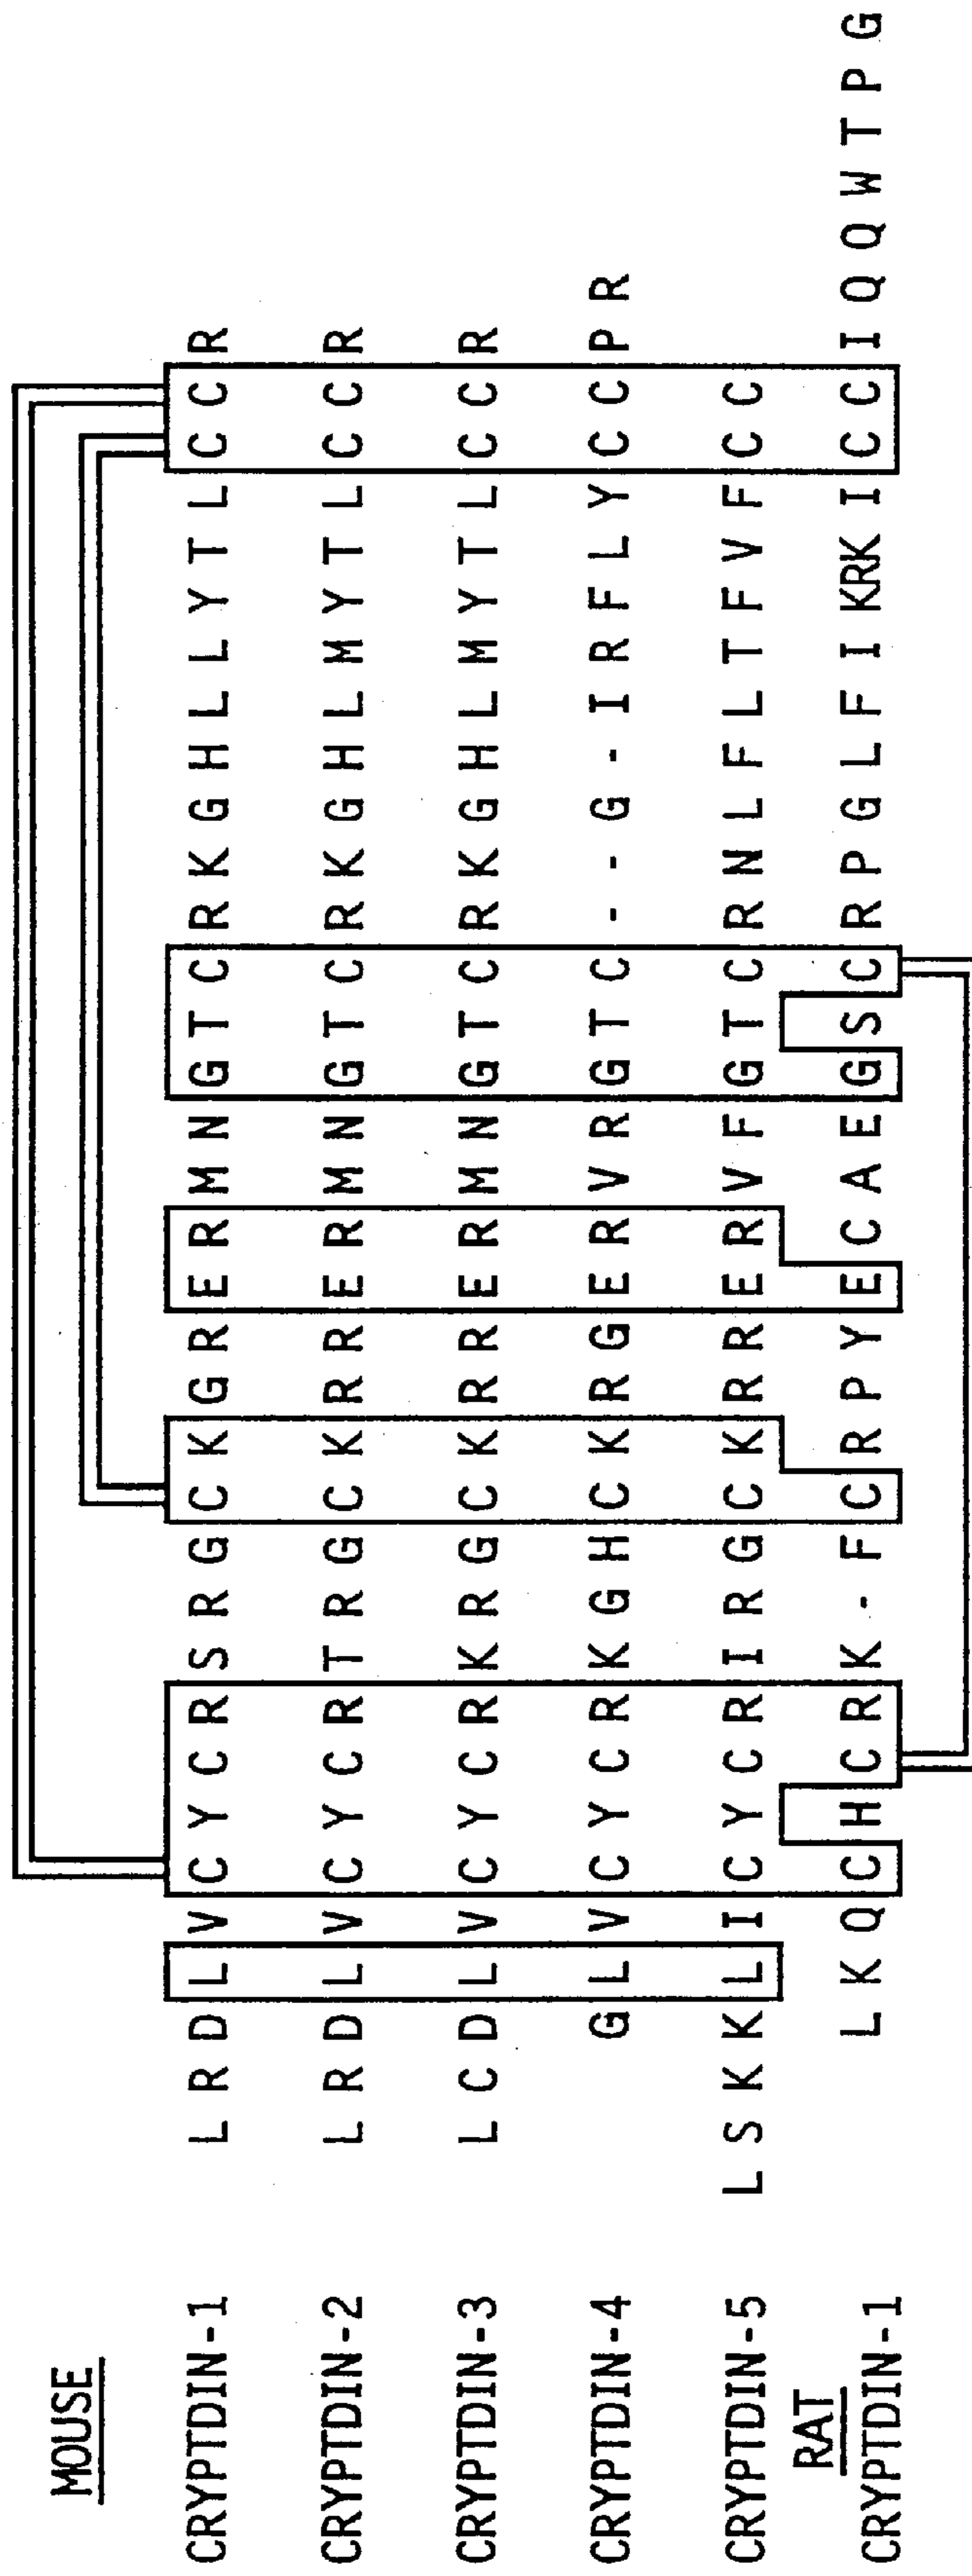 MOUSE
CRYPTDIN-1 L R D L V C Y C R S R G C K G R E R M N G T C R K G H L L Y T L C C R
CRYPTDIN-2 L R D L V C Y C R T R G C K R R E R M N G T C R K G H L M Y T L C C R
CRYPTDIN-3 L C D L V C Y C R K R G C K R R E R M N G T C R K G H L M Y T L C C R
CRYPTDIN-4 G L V C Y C R K G H C K R G E R V R G T C - - G - I R F L Y C C P R
CRYPTDIN-5 L S K K L I C Y C R I R G C K R R E R V F G T C R N L F L T F V F C C
RAT
CRYPTDIN-1 L K Q C H C R K - F C R P Y E C A E G S C R P G L F I KRK I C C I Q Q W T P G